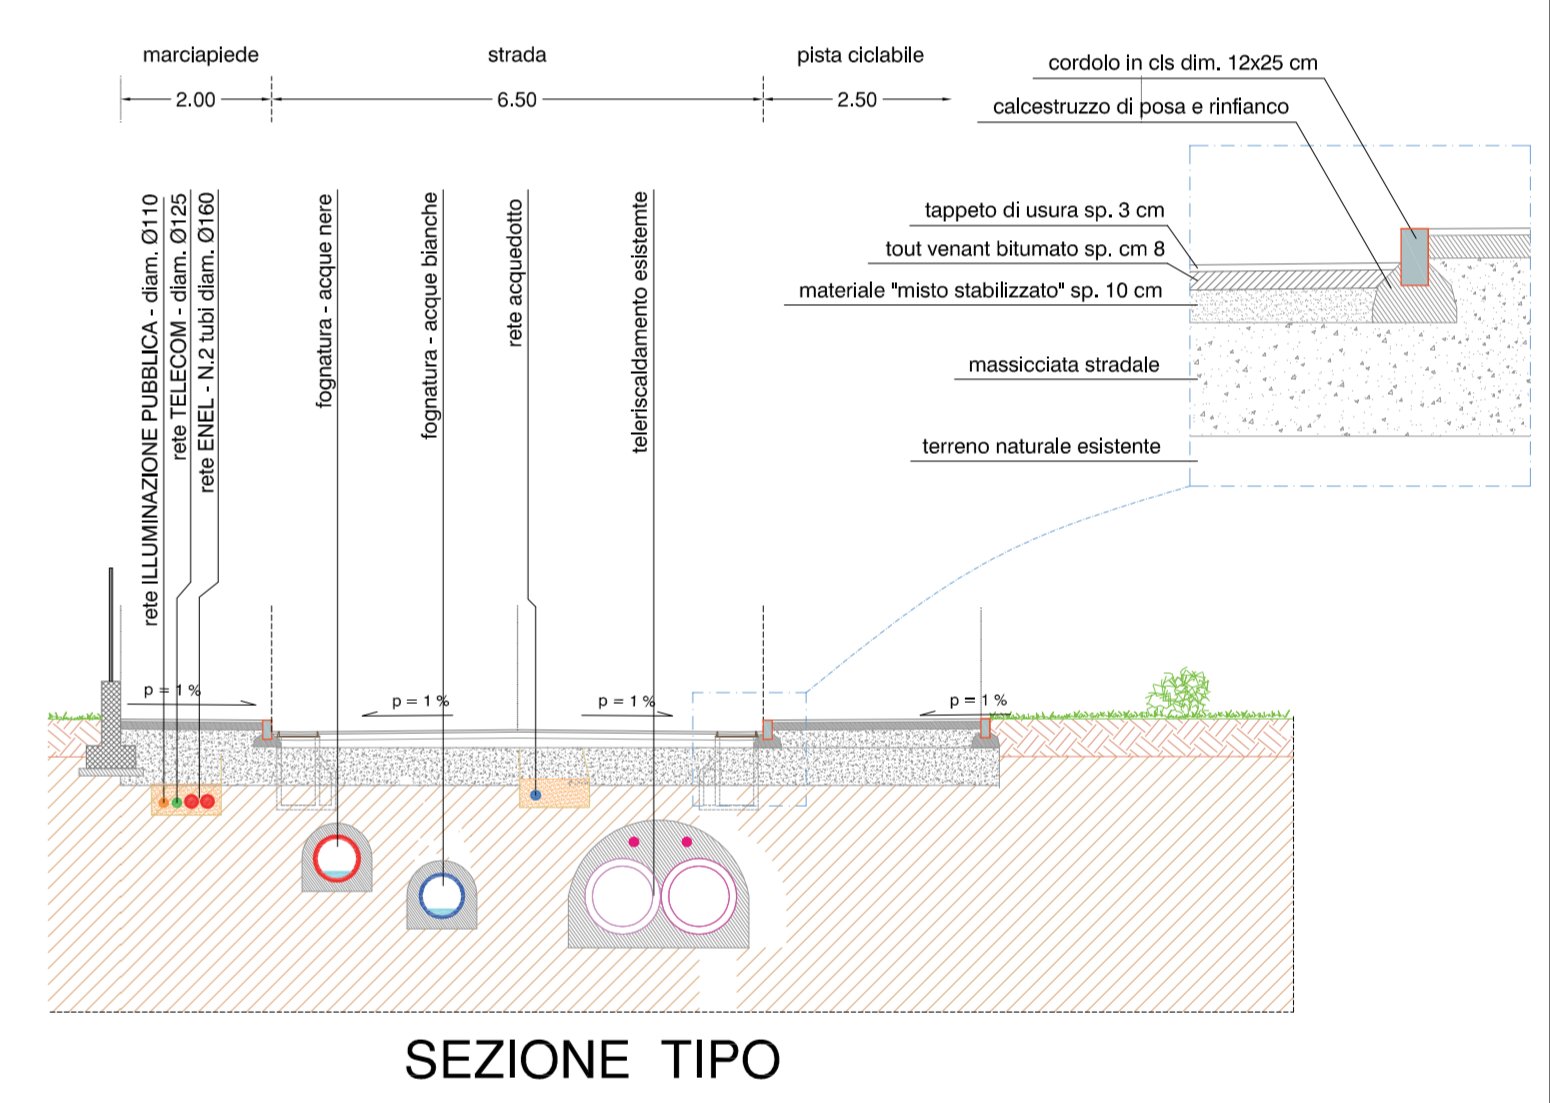 marciapiede
strada
pista ciclabile
2.00
6.50
2.50
cordolo in cls dim. 12x25 cm
calcestruzzo di posa e rinfianco
tappeto di usura sp. 3 cm
tout venant bitumato sp. cm 8
materiale "misto stabilizzato" sp. 10 cm
massicciata stradale
terreno naturale esistente
rete ILLUMINAZIONE PUBBLICA - diam. Ø110
rete TELECOM - diam. Ø125
rete ENEL - N.2 tubi diam. Ø160
fognatura - acque nere
fognatura - acque bianche
rete acquedotto
teleriscaldamento esistemte
p = 1 %
p = 1 %
p = 1 %
p = 1 %
SEZIONE TIPO